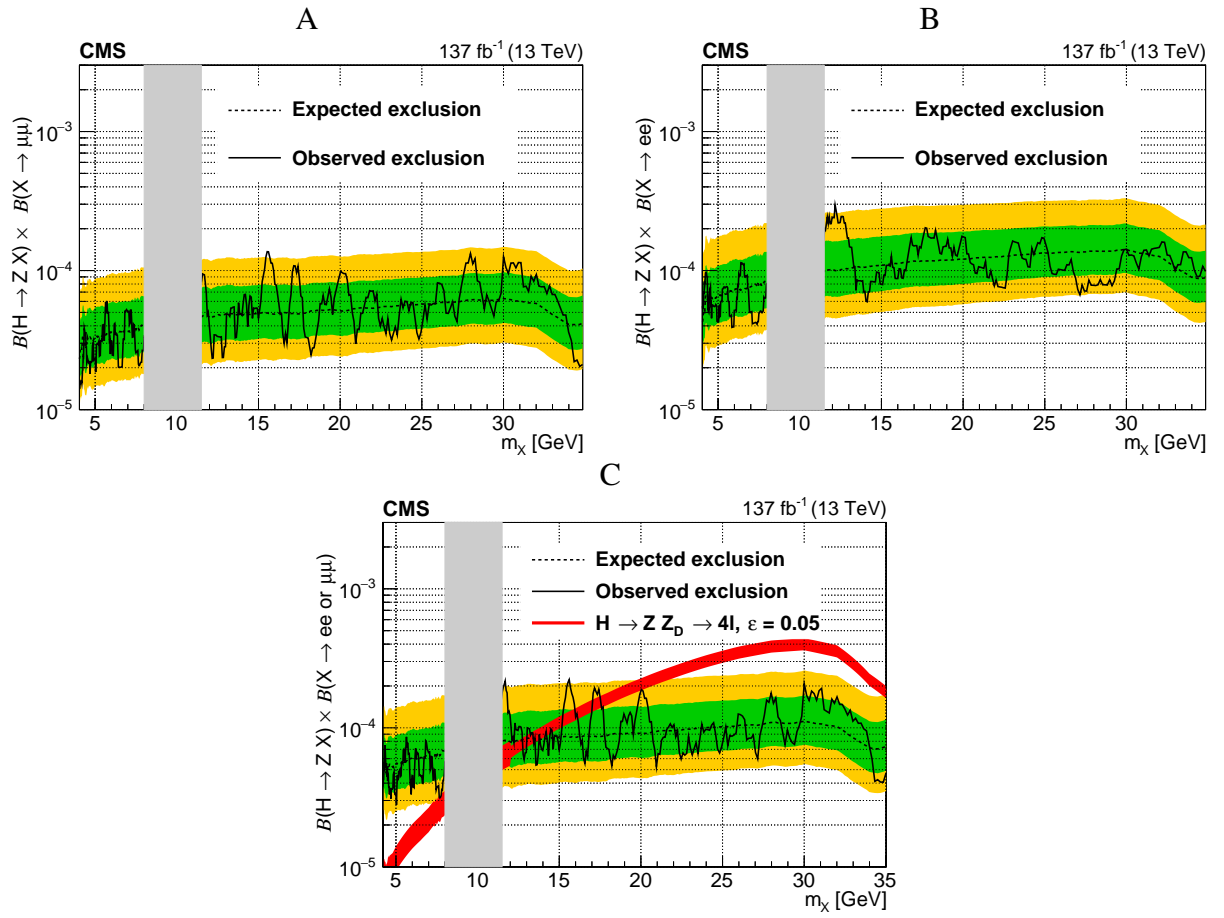 A
CMS 137 fb⁻¹ (13 TeV)
Expected exclusion
Observed exclusion
B(H → Z X) × B(X → μμ)
10⁻³
10⁻⁴
10⁻⁵
5 10 15 20 25 30
m_X [GeV]
B
CMS 137 fb⁻¹ (13 TeV)
Expected exclusion
Observed exclusion
B(H → Z X) × B(X → ee)
10⁻³
10⁻⁴
10⁻⁵
5 10 15 20 25 30
m_X [GeV]
C
CMS 137 fb⁻¹ (13 TeV)
Expected exclusion
Observed exclusion
H → Z Z_D → 4l, ε = 0.05
B(H → Z X) × B(X → ee or μμ)
10⁻³
10⁻⁴
10⁻⁵
5 10 15 20 25 30 35
m_X [GeV]